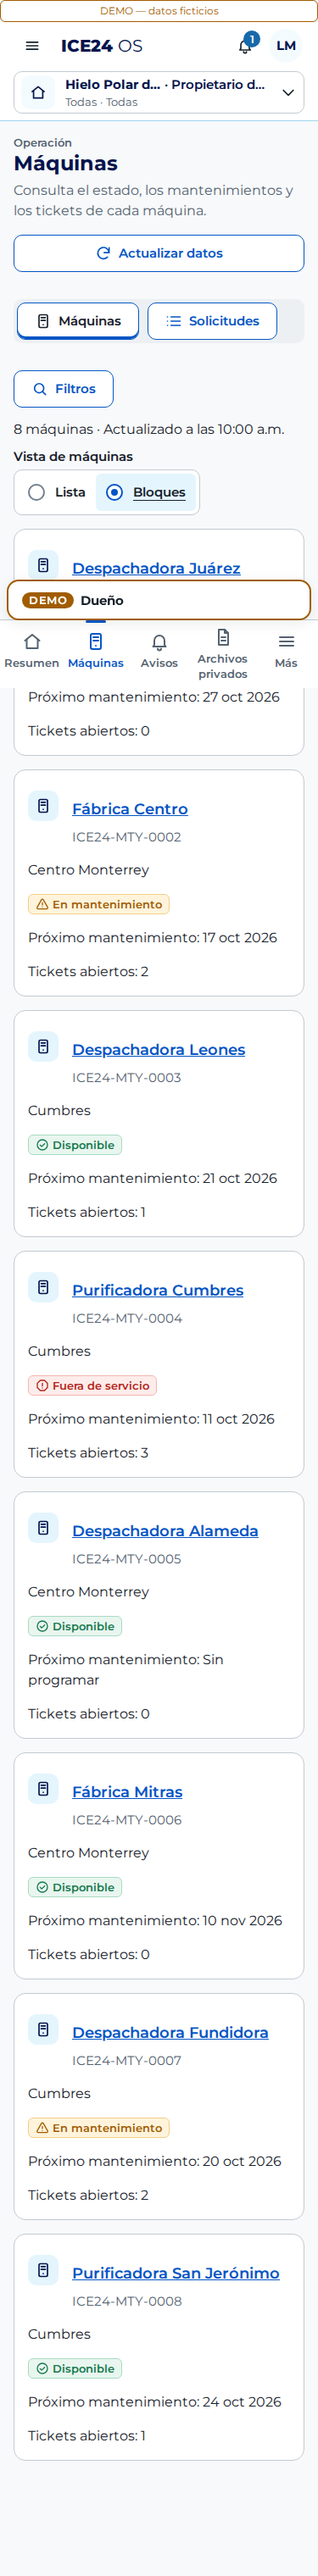 DEMO — datos ficticios
ICE24 OS
1
LM
Hielo Polar d... · Propietario d...
Todas · Todas
Operación
Máquinas
Consulta el estado, los mantenimientos y
los tickets de cada máquina.
Actualizar datos
Máquinas
Solicitudes
Filtros
8 máquinas · Actualizado a las 10:00 a.m.
Vista de máquinas
Lista
Bloques
Despachadora Juárez
DEMO Dueño
Resumen
Máquinas
Avisos
Archivos
privados
Más
Próximo mantenimiento: 27 oct 2026
Tickets abiertos: 0
Fábrica Centro
ICE24-MTY-0002
Centro Monterrey
En mantenimiento
Próximo mantenimiento: 17 oct 2026
Tickets abiertos: 2
Despachadora Leones
ICE24-MTY-0003
Cumbres
Disponible
Próximo mantenimiento: 21 oct 2026
Tickets abiertos: 1
Purificadora Cumbres
ICE24-MTY-0004
Cumbres
Fuera de servicio
Próximo mantenimiento: 11 oct 2026
Tickets abiertos: 3
Despachadora Alameda
ICE24-MTY-0005
Centro Monterrey
Disponible
Próximo mantenimiento: Sin
programar
Tickets abiertos: 0
Fábrica Mitras
ICE24-MTY-0006
Centro Monterrey
Disponible
Próximo mantenimiento: 10 nov 2026
Tickets abiertos: 0
Despachadora Fundidora
ICE24-MTY-0007
Cumbres
En mantenimiento
Próximo mantenimiento: 20 oct 2026
Tickets abiertos: 2
Purificadora San Jerónimo
ICE24-MTY-0008
Cumbres
Disponible
Próximo mantenimiento: 24 oct 2026
Tickets abiertos: 1